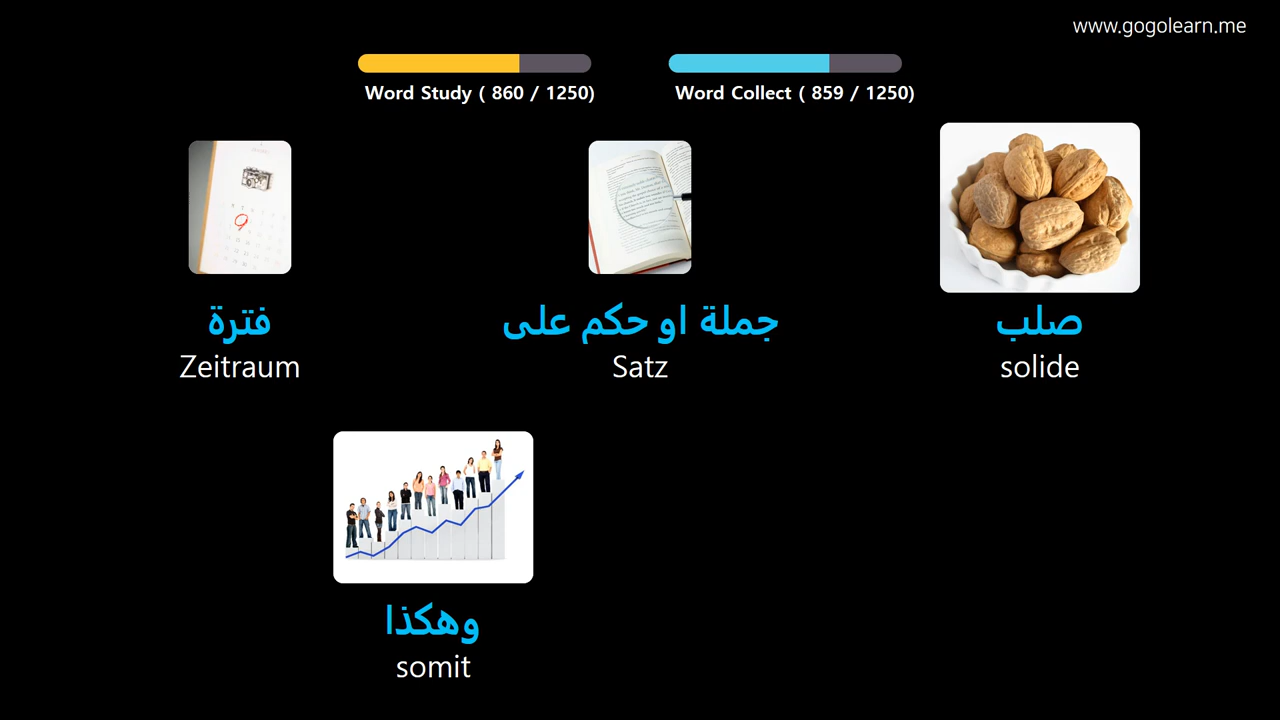 www.gogolearn.me
Word Study ( 860 / 1250)
Word Collect ( 859 / 1250)
فترة
Zeitraum
جملة او حكم على
Satz
صلب
solide
وهكذا
somit